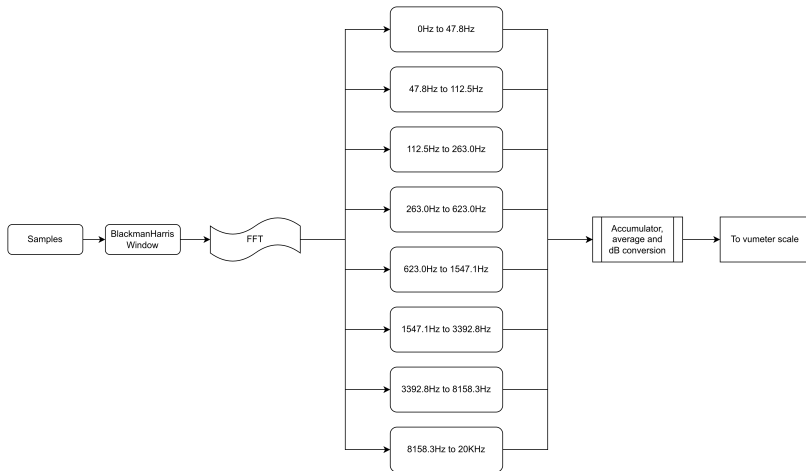 0Hz to 47.8Hz
47.8Hz to 112.5Hz
112.5Hz to 263.0Hz
263.0Hz to 623.0Hz
Samples
BlackmanHarris
Window
FFT
623.0Hz to 1547.1Hz
1547.1Hz to 3392.8Hz
3392.8Hz to 8158.3Hz
8158.3Hz to 20KHz
Accumulator,
average and
dB conversion
To vumeter scale